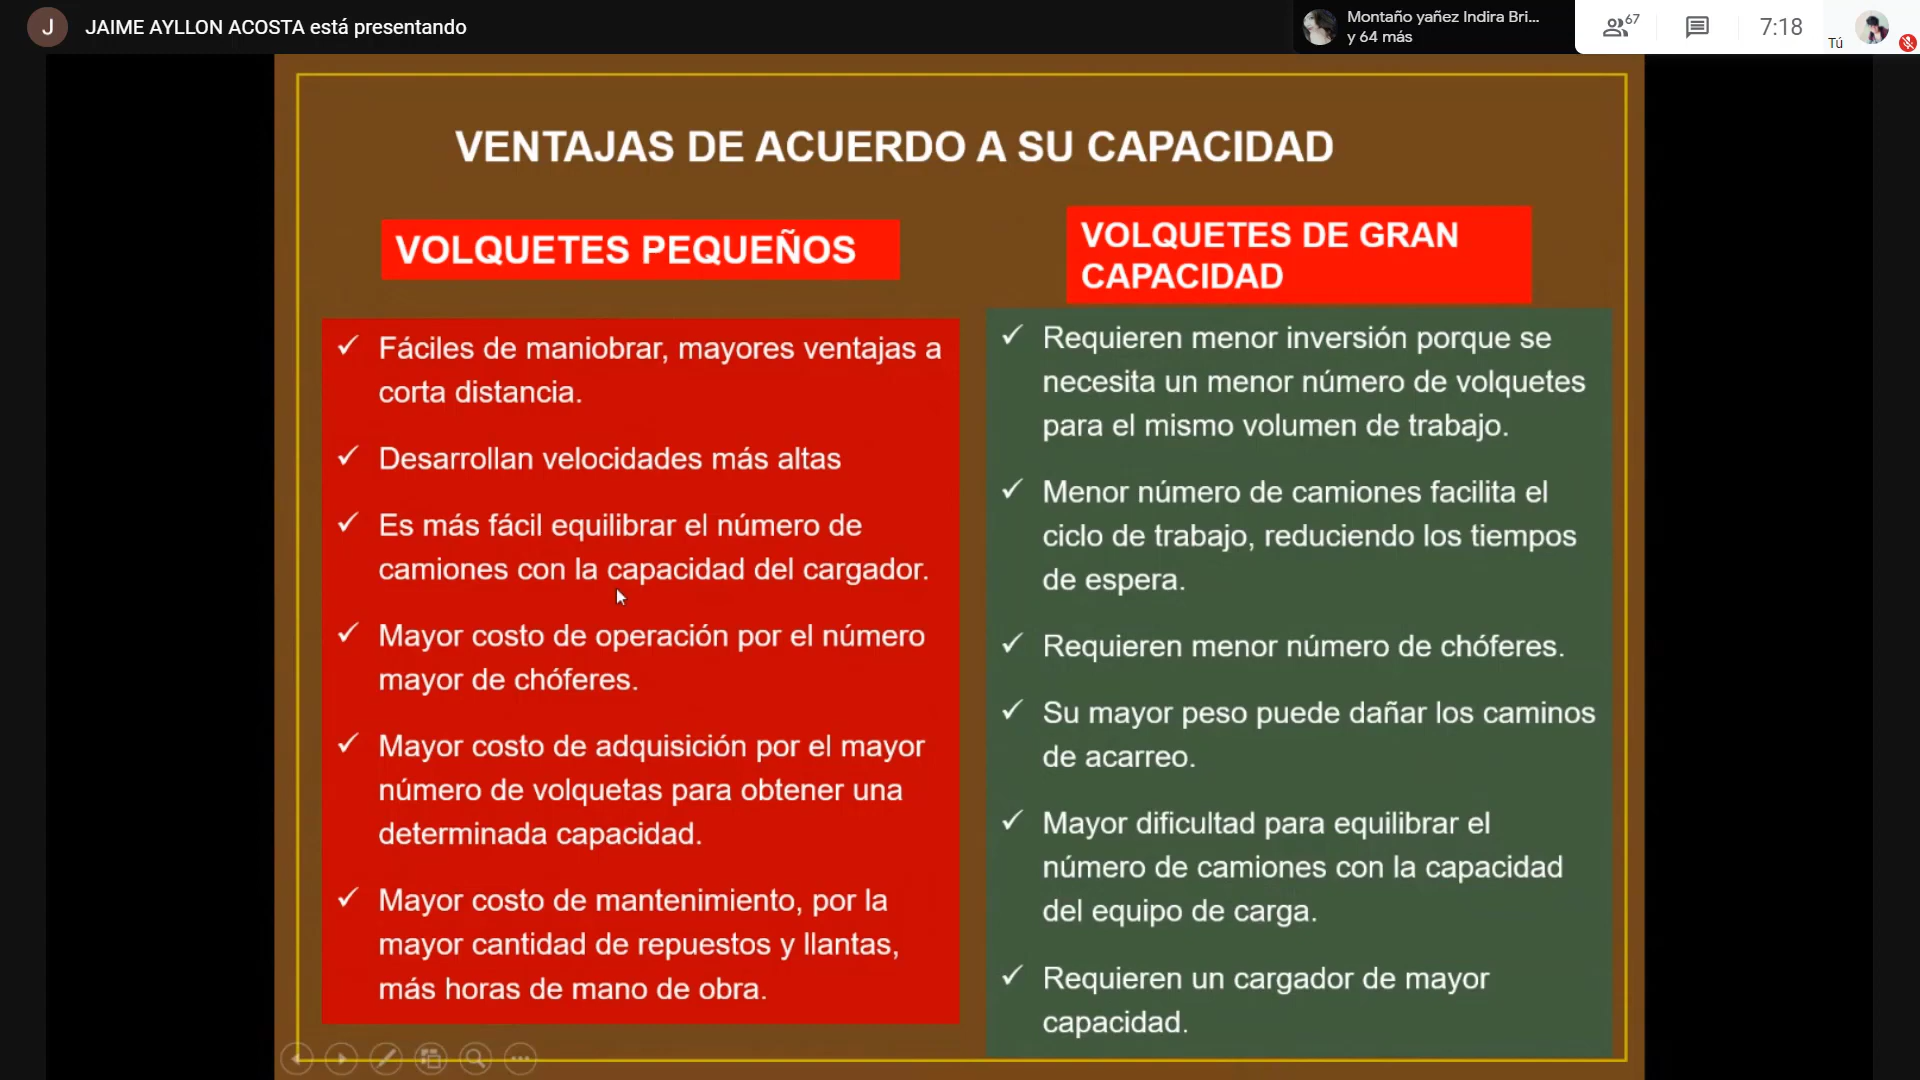 J JAIME AYLLON ACOSTA está presentando
Montaño yañez Indira Bri...
y 64 más
67
7:18
Tú
VENTAJAS DE ACUERDO A SU CAPACIDAD
VOLQUETES PEQUEÑOS
Fáciles de maniobrar, mayores ventajas a
corta distancia.
Desarrollan velocidades más altas
Es más fácil equilibrar el número de
camiones con la capacidad del cargador.
Mayor costo de operación por el número
mayor de chóferes.
Mayor costo de adquisición por el mayor
número de volquetas para obtener una
determinada capacidad.
Mayor costo de mantenimiento, por la
mayor cantidad de repuestos y llantas,
más horas de mano de obra.
VOLQUETES DE GRAN
CAPACIDAD
Requieren menor inversión porque se
necesita un menor número de volquetes
para el mismo volumen de trabajo.
Menor número de camiones facilita el
ciclo de trabajo, reduciendo los tiempos
de espera.
Requieren menor número de chóferes.
Su mayor peso puede dañar los caminos
de acarreo.
Mayor dificultad para equilibrar el
número de camiones con la capacidad
del equipo de carga.
Requieren un cargador de mayor
capacidad.